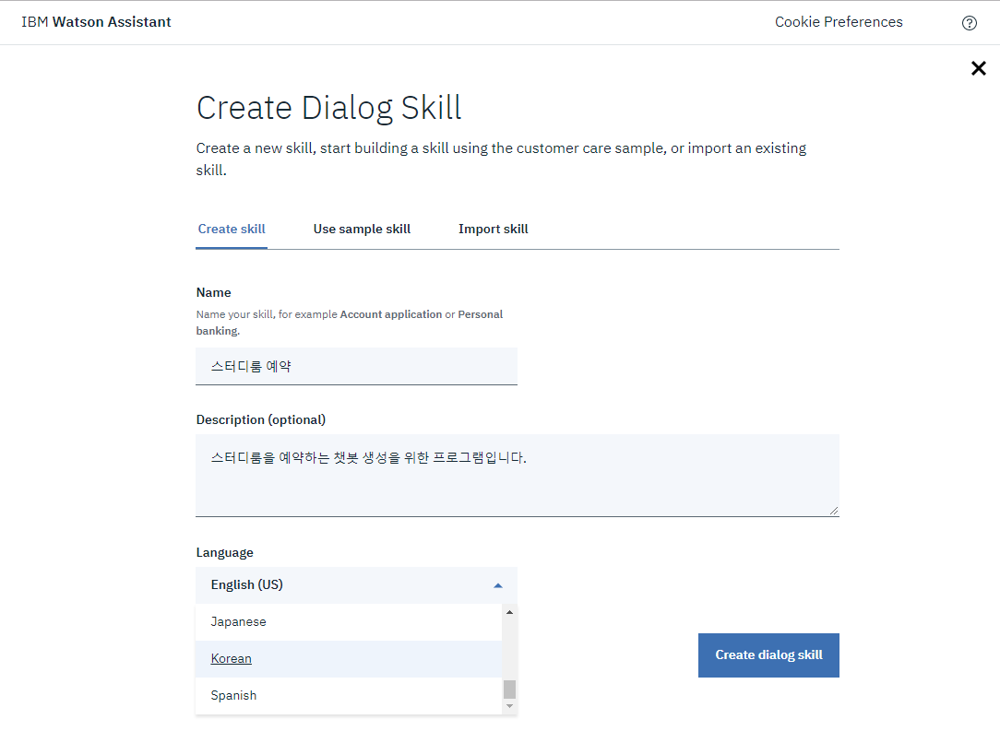 IBM Watson Assistant
Cookie Preferences
Create Dialog Skill
Create a new skill, start building a skill using the customer care sample, or import an existing
skill.
Create skill
Use sample skill
Import skill
Name
Name your skill, for example Account application or Personal
banking.
스터디룸 예약
Description (optional)
스터디룸을 예약하는 챗봇 생성을 위한 프로그램입니다.
Language
English (US)
Japanese
Korean
Spanish
Create dialog skill